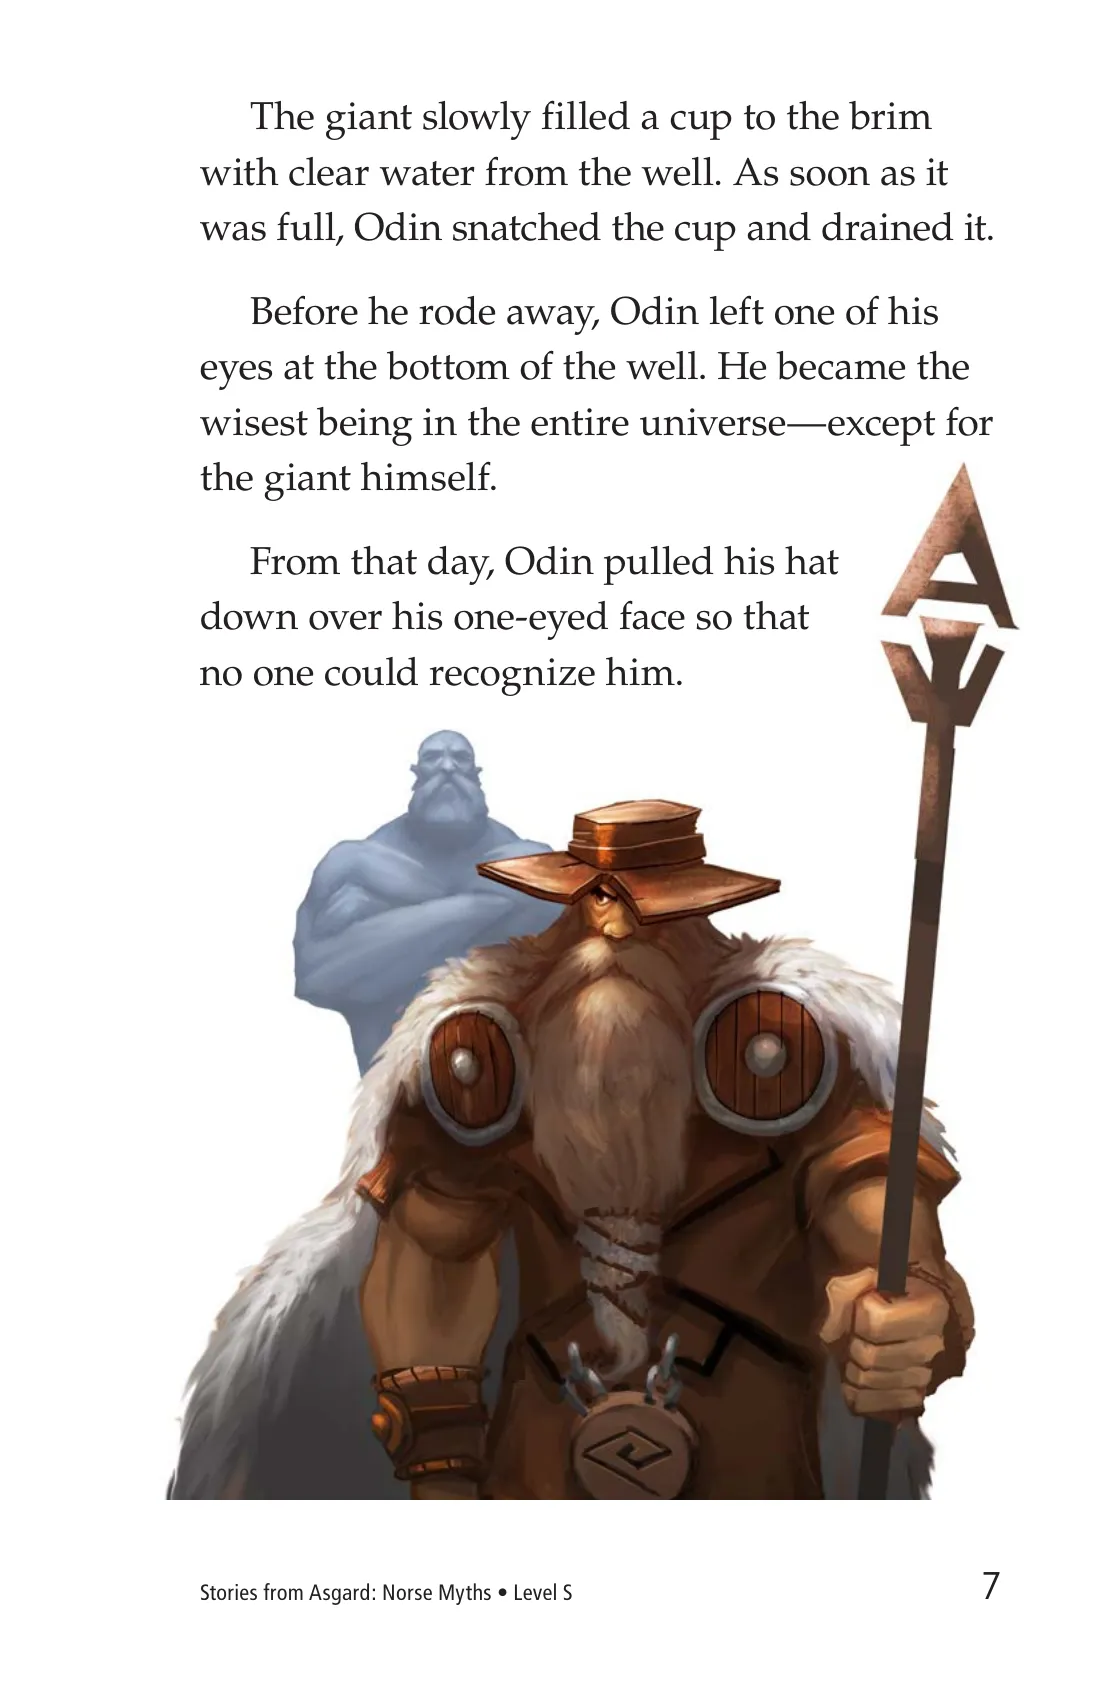 The giant slowly filled a cup to the brim
with clear water from the well. As soon as it
was full, Odin snatched the cup and drained it.
Before he rode away, Odin left one of his
eyes at the bottom of the well. He became the
wisest being in the entire universe—except for
the giant himself.
From that day, Odin pulled his hat
down over his one-eyed face so that
no one could recognize him.
Stories from Asgard: Norse Myths • Level S
7